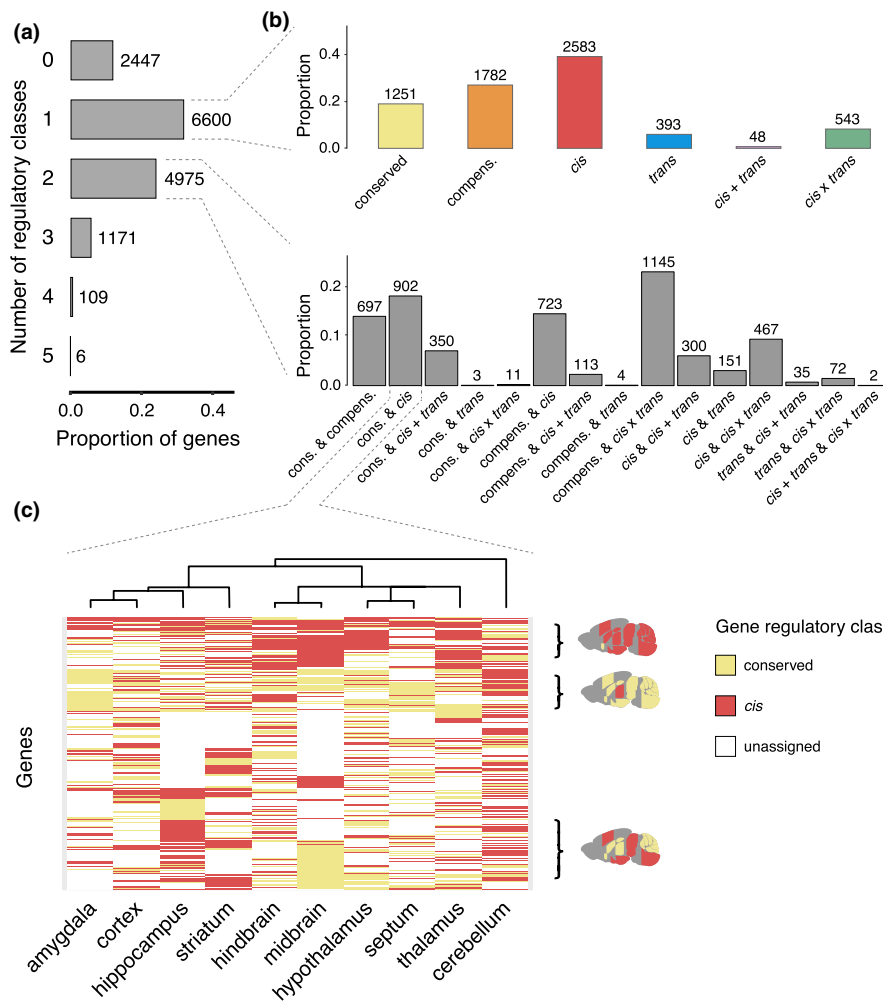 (a)
Number of regulatory classes
0
2447
1
6600
2
4975
3
1171
4
109
5
6
0.0 0.2 0.4
Proportion of genes
(b)
Proportion
0.4
0.2
0.0
1251
1782
2583
393
48
543
conserved
compens.
cis
trans
cis + trans
cis x trans
Proportion
0.2
0.1
0.0
697
902
350
3
11
723
113
4
1145
300
151
467
35
72
2
cons. & compens.
cons. & cis
cons. & cis + trans
cons. & trans
cons. & cis x trans
compens. & cis
compens. & cis + trans
compens. & trans
compens. & cis x trans
cis & cis + trans
cis & trans
cis & cis x trans
trans & cis + trans
trans & cis x trans
cis + trans & cis x trans
(c)
Genes
amygdala
cortex
hippocampus
striatum
hindbrain
midbrain
hypothalamus
septum
thalamus
cerebellum
Gene regulatory clas
conserved
cis
unassigned